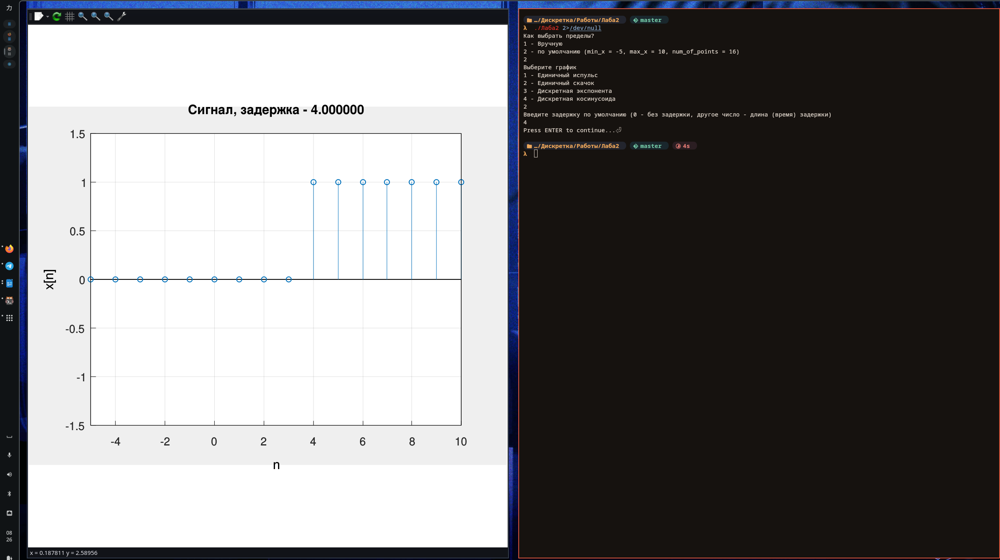 カ
08
26
Сигнал, задержка - 4.000000
1.5
1
0.5
0
-0.5
-1
-1.5
x[n]
-4 -2 0 2 4 6 8 10
n
x = 0.187811 y = 2.58956
…/Дискретка/Работы/Лаба2 master
λ ./Лаба2 2>/dev/null
Как выбрать пределы?
1 - Вручную
2 - по умолчанию (min_x = -5, max_x = 10, num_of_points = 16)
2
Выберите график
1 - Единичный испульс
2 - Единичный скачок
3 - Дискретная экспонента
4 - Дискретная косинусоида
2
Введите задержку по умолчанию (0 - без задержки, другое число - длина (время) задержки)
4
Press ENTER to continue...⏎
…/Дискретка/Работы/Лаба2 master 4s
λ